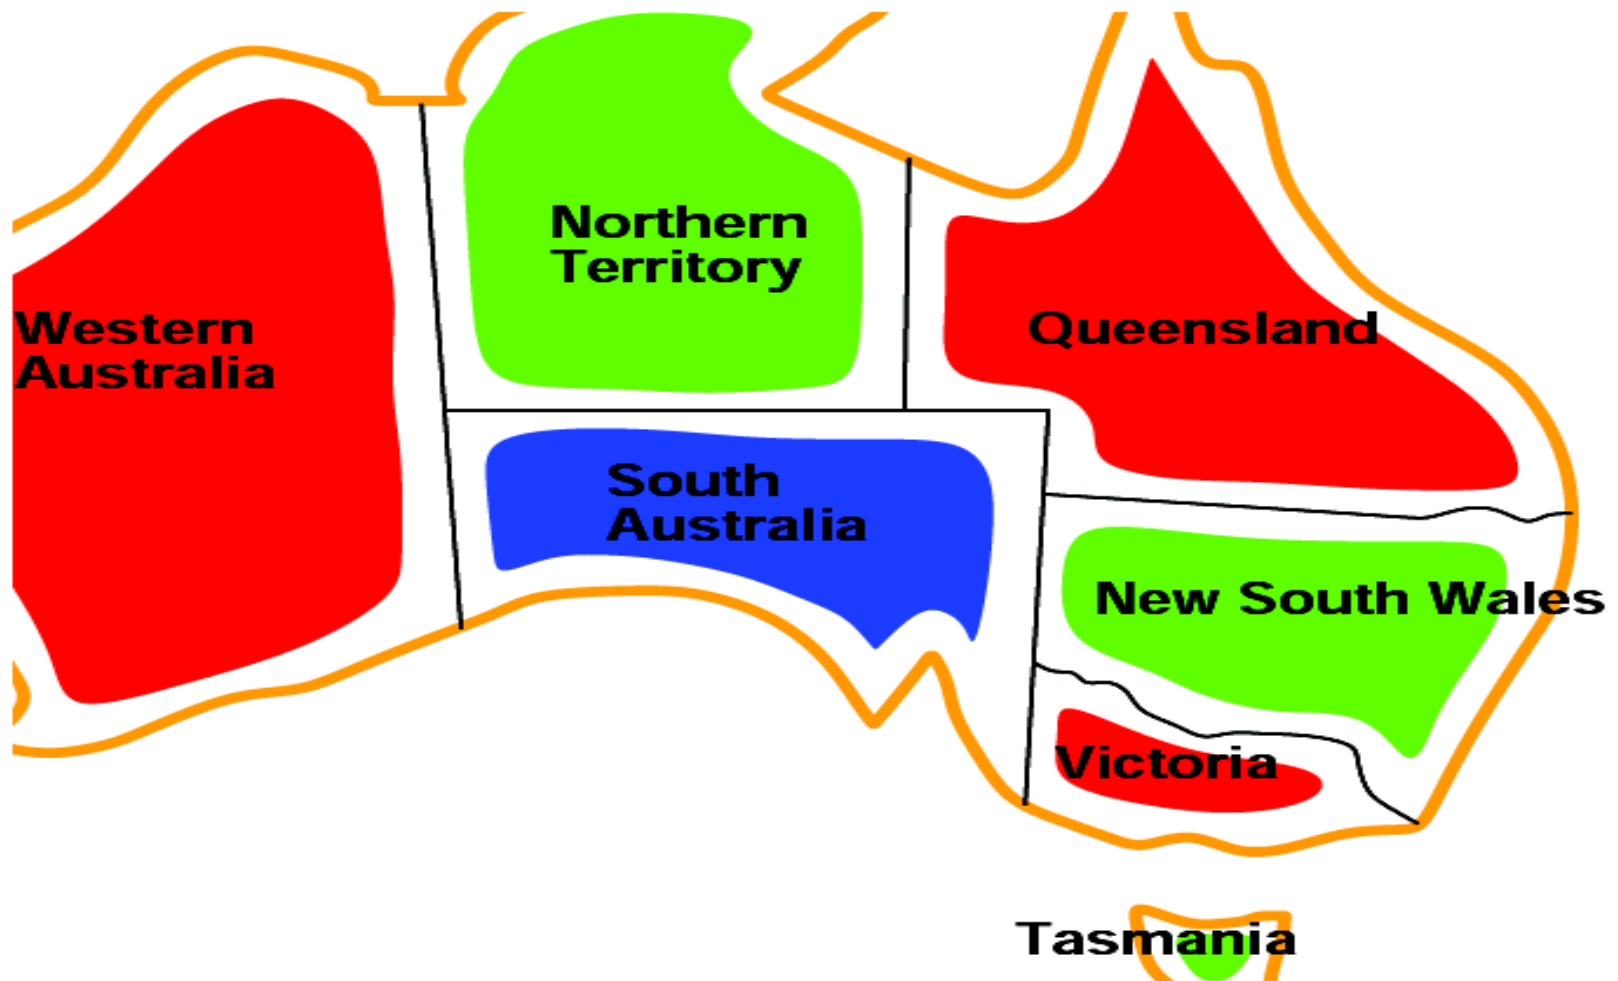 Northern
Territory
Western
Australia
Queensland
South
Australia
New South Wales
Victoria
Tasmania